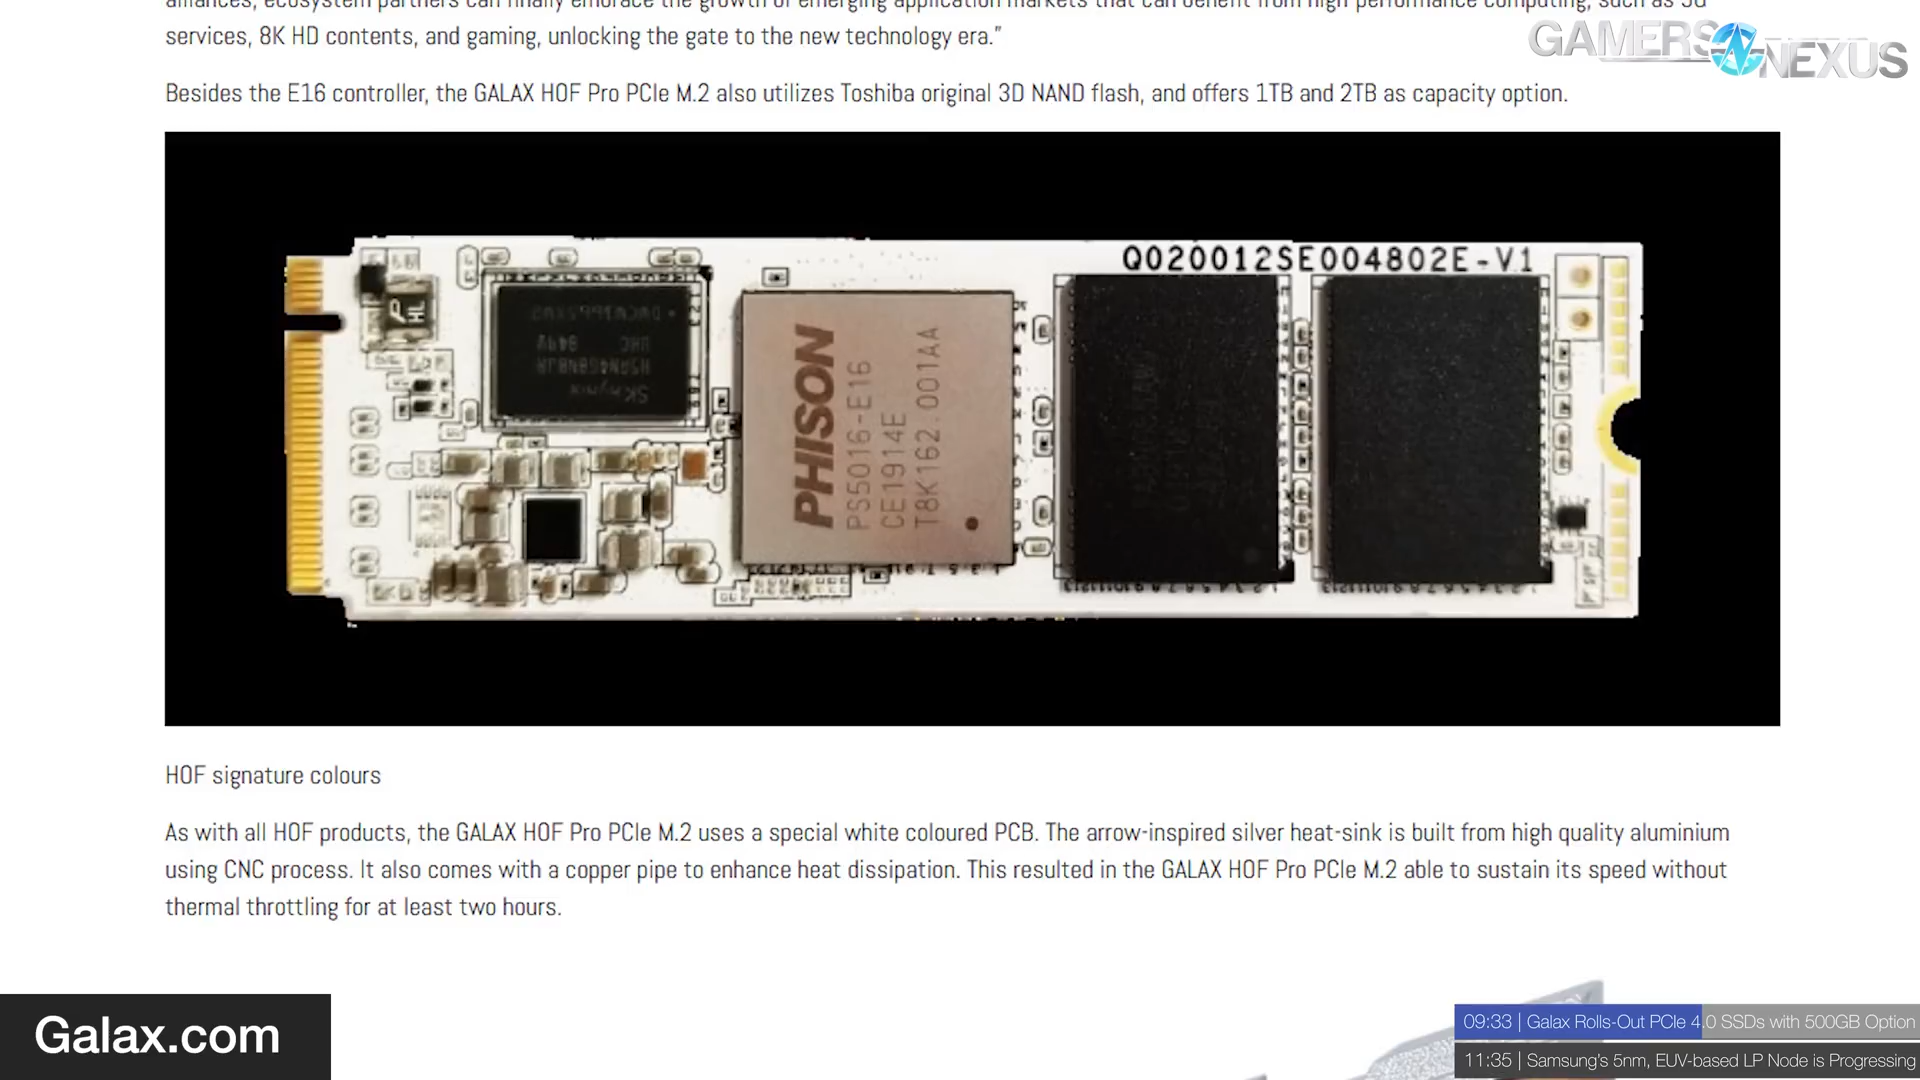 services, 8K HD contents, and gaming, unlocking the gate to the new technology era.”
GAMERS NEXUS
Besides the E16 controller, the GALAX HOF Pro PCIe M.2 also utilizes Toshiba original 3D NAND flash, and offers 1TB and 2TB as capacity option.
Q020012SE004802E-V1
PHISON
PS5016-E16
CE1914E
T8K162.001AA
SK hynix
HOF signature colours
As with all HOF products, the GALAX HOF Pro PCIe M.2 uses a special white coloured PCB. The arrow-inspired silver heat-sink is built from high quality aluminium
using CNC process. It also comes with a copper pipe to enhance heat dissipation. This resulted in the GALAX HOF Pro PCIe M.2 able to sustain its speed without
thermal throttling for at least two hours.
Galax.com
09:33 | Galax Rolls-Out PCIe 4.0 SSDs with 500GB Option
11:35 | Samsung's 5nm, EUV-based LP Node is Progressing